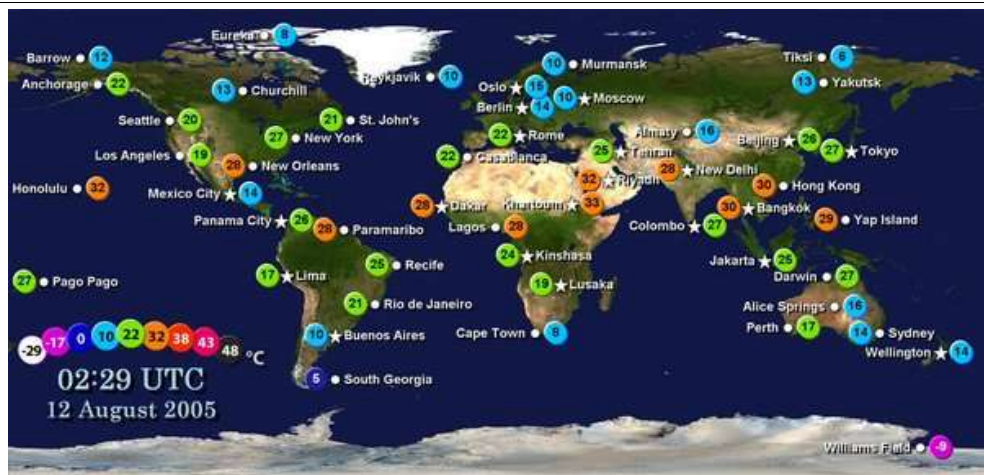 Eureka 8
Barrow 12
Anchorage 22
13 Churchill
Reykjavik 10
10 Murmansk
Oslo 15
Berlin 14
10 Moscow
Tiksi 6
13 Yakutsk
Seattle 20
21 St. John's
27 New York
Los Angeles 19
28 New Orleans
Honolulu 32
Mexico City 14
22 Rome
22 Casablanca
25 Tehran
Almaty 16
Beijing 26
27 Tokyo
28 New Delhi
32 Riyadh
Khartoum 33
30 Hong Kong
30 Bangkok
28 Dakar
Lagos 28
Colombo 27
29 Yap Island
Panama City 26
28 Paramaribo
24 Kinshasa
Jakarta 25
27 Pago Pago
17 Lima
25 Recife
19 Lusaka
Darwin 27
21 Rio de Janeiro
Alice Springs 16
10 Buenos Aires
Cape Town 8
Perth 17
14 Sydney
Wellington 14
-29 -17 0 10 22 32 38 43 48 °C
02:29 UTC
12 August 2005
5 South Georgia
Williams Field -9